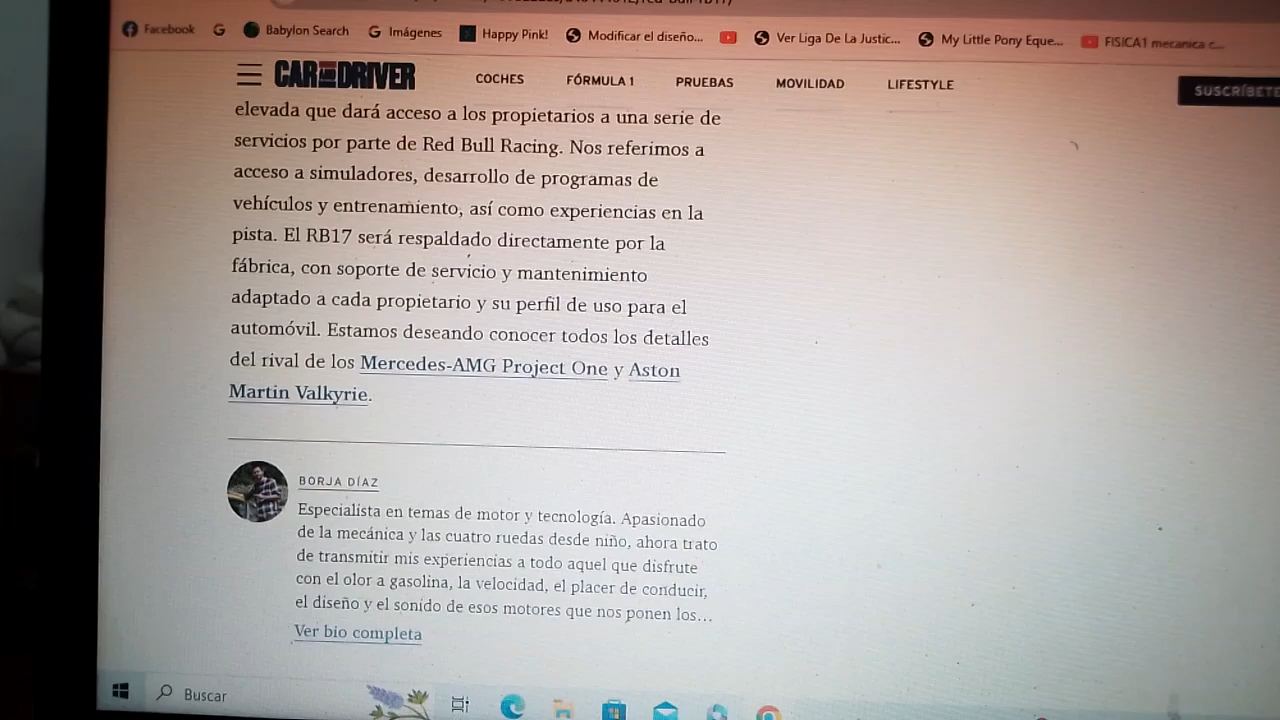 Facebook
G
Babylon Search
Imágenes
Happy Pink!
Modificar el diseño...
Ver Liga De La Justic...
My Little Pony Eque...
FISICA1 mecanica c...
CAR AND DRIVER
COCHES
FÓRMULA 1
PRUEBAS
MOVILIDAD
LIFESTYLE
SUSCRÍBETE
elevada que dará acceso a los propietarios a una serie de
servicios por parte de Red Bull Racing. Nos referimos a
acceso a simuladores, desarrollo de programas de
vehículos y entrenamiento, así como experiencias en la
pista. El RB17 será respaldado directamente por la
fábrica, con soporte de servicio y mantenimiento
adaptado a cada propietario y su perfil de uso para el
automóvil. Estamos deseando conocer todos los detalles
del rival de los Mercedes-AMG Project One y Aston
Martin Valkyrie.
BORJA DÍAZ
Especialista en temas de motor y tecnología. Apasionado
de la mecánica y las cuatro ruedas desde niño, ahora trato
de transmitir mis experiencias a todo aquel que disfrute
con el olor a gasolina, la velocidad, el placer de conducir,
el diseño y el sonido de esos motores que nos ponen los...
Ver bio completa
Buscar